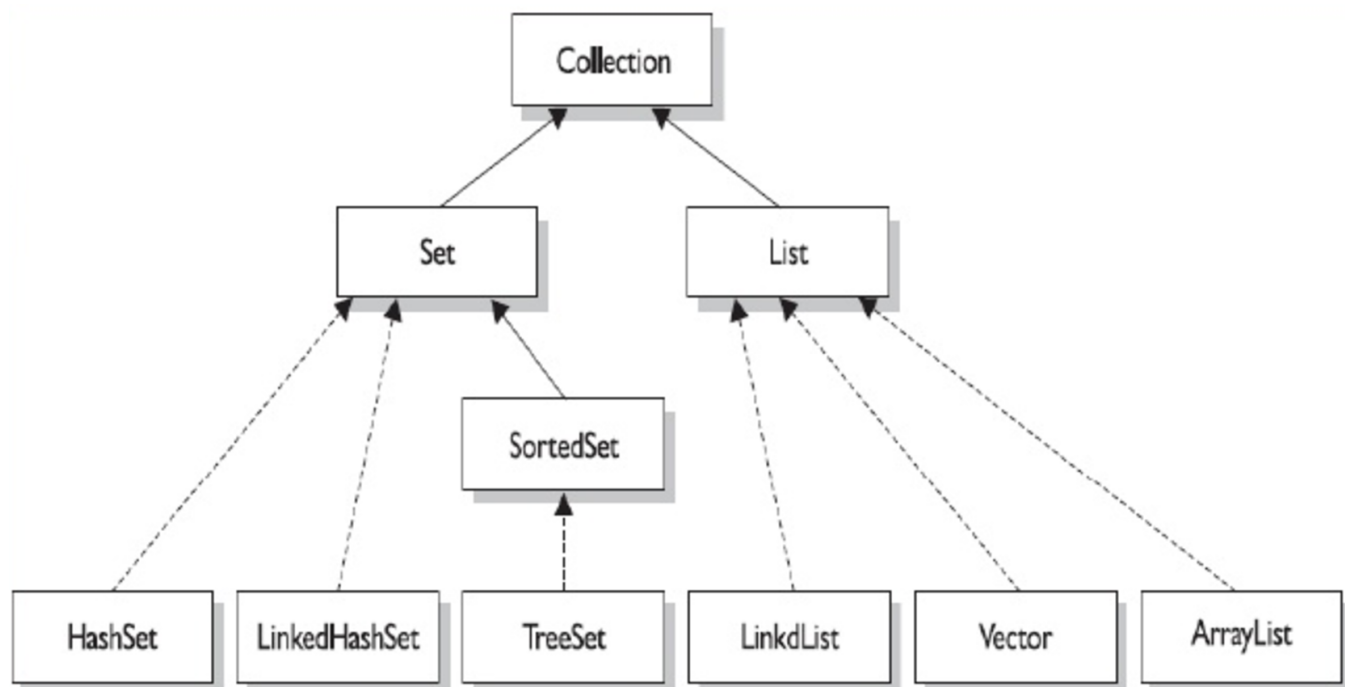 Collection
Set
List
SortedSet
HashSet
LinkedHashSet
TreeSet
LinkdList
Vector
ArrayList